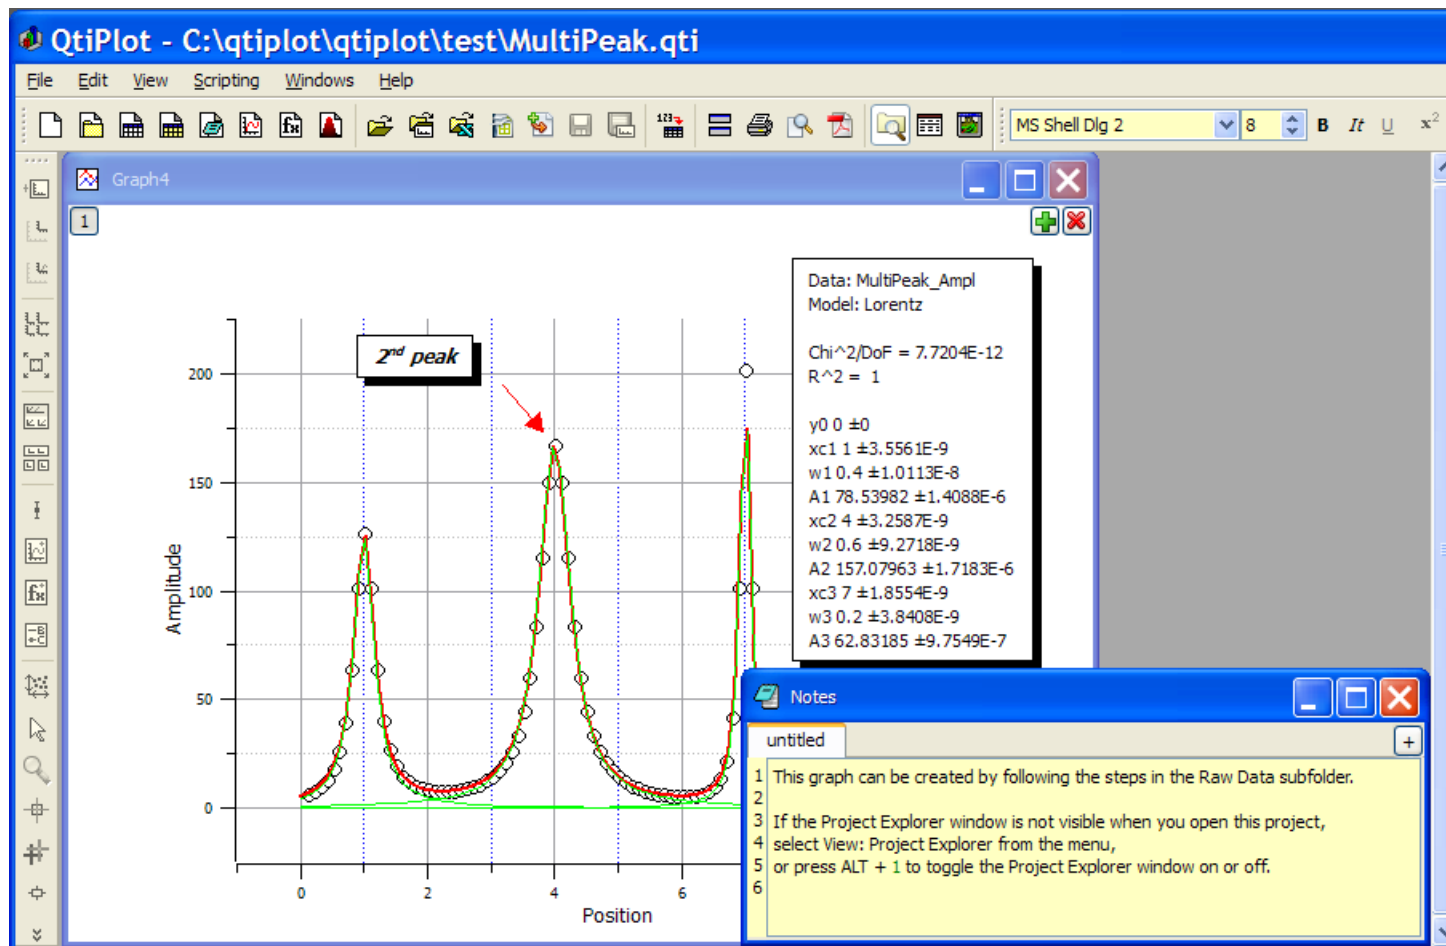 QtiPlot - C:\qtiplot\qtiplot\test\MultiPeak.qti
File Edit View Scripting Windows Help
123
MS Shell Dlg 2 8 B It U x²
Graph4
1
Data: MultiPeak_Ampl
Model: Lorentz
Chi^2/DoF = 7.7204E-12
R^2 = 1
y0 0 ±0
xc1 1 ±3.5561E-9
w1 0.4 ±1.0113E-8
A1 78.53982 ±1.4088E-6
xc2 4 ±3.2587E-9
w2 0.6 ±9.2718E-9
A2 157.07963 ±1.7183E-6
xc3 7 ±1.8554E-9
w3 0.2 ±3.8408E-9
A3 62.83185 ±9.7549E-7
2nd peak
200
150
100
50
0
Amplitude
0 2 4 6
Position
Notes
untitled
+
1 This graph can be created by following the steps in the Raw Data subfolder.
2
3 If the Project Explorer window is not visible when you open this project,
4 select View: Project Explorer from the menu,
5 or press ALT + 1 to toggle the Project Explorer window on or off.
6